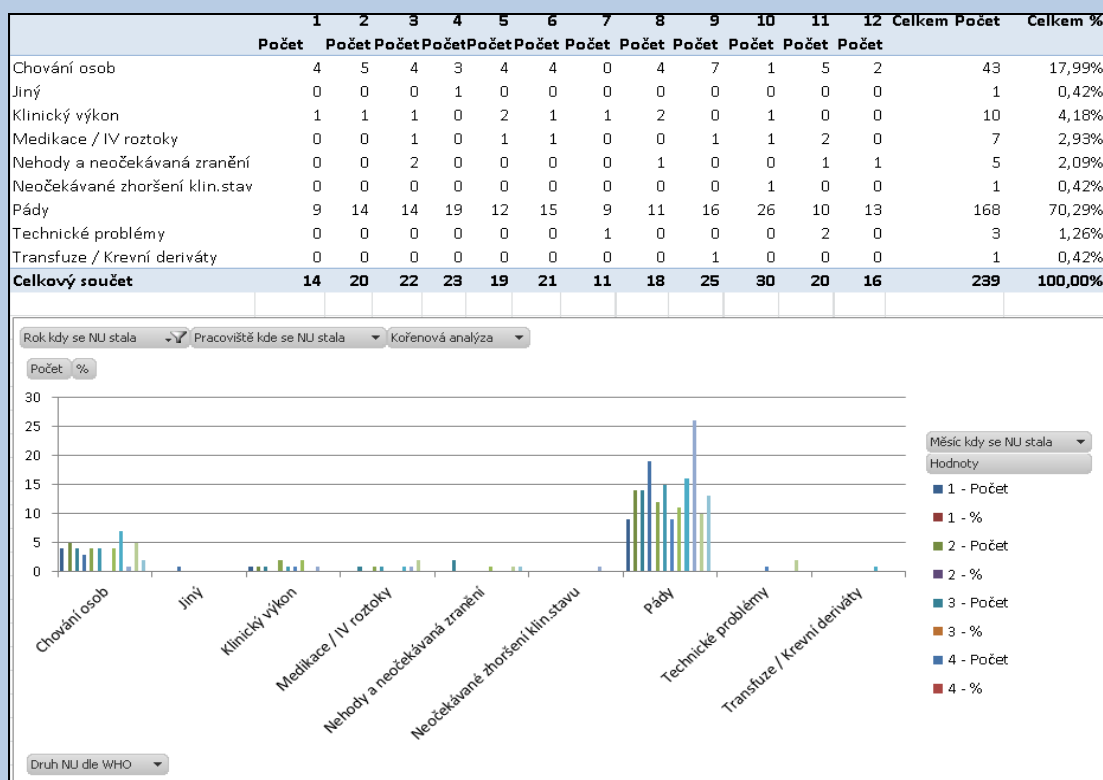 1 2 3 4 5 6 7 8 9 10 11 12 Celkem Počet Celkem %
Počet Počet Počet Počet Počet Počet Počet Počet Počet Počet Počet Počet
Chování osob 4 5 4 3 4 4 0 4 7 1 5 2 43 17,99%
Jiný 0 0 0 1 0 0 0 0 0 0 0 0 1 0,42%
Klinický výkon 1 1 1 0 2 1 1 2 0 1 0 0 10 4,18%
Medikace / IV roztoky 0 0 1 0 1 1 0 0 1 1 2 0 7 2,93%
Nehody a neočekávaná zranění 0 0 2 0 0 0 0 1 0 0 1 1 5 2,09%
Neočekávané zhoršení klin.stav 0 0 0 0 0 0 0 0 0 1 0 0 1 0,42%
Pády 9 14 14 19 12 15 9 11 16 26 10 13 168 70,29%
Technické problémy 0 0 0 0 0 0 1 0 0 0 2 0 3 1,26%
Transfuze / Krevní deriváty 0 0 0 0 0 0 0 0 1 0 0 0 1 0,42%
Celkový součet 14 20 22 23 19 21 11 18 25 30 20 16 239 100,00%
Rok kdy se NU stala Pracoviště kde se NU stala Kořenová analýza
Počet %
30
25
20
15
10
5
0
Chování osob
Jiný
Klinický výkon
Medikace / IV roztoky
Nehody a neočekávaná zranění
Neočekávané zhoršení klin.stavu
Pády
Technické problémy
Transfuze / Krevní deriváty
Měsíc kdy se NU stala
Hodnoty
1 - Počet
1 - %
2 - Počet
2 - %
3 - Počet
3 - %
4 - Počet
4 - %
Druh NU dle WHO